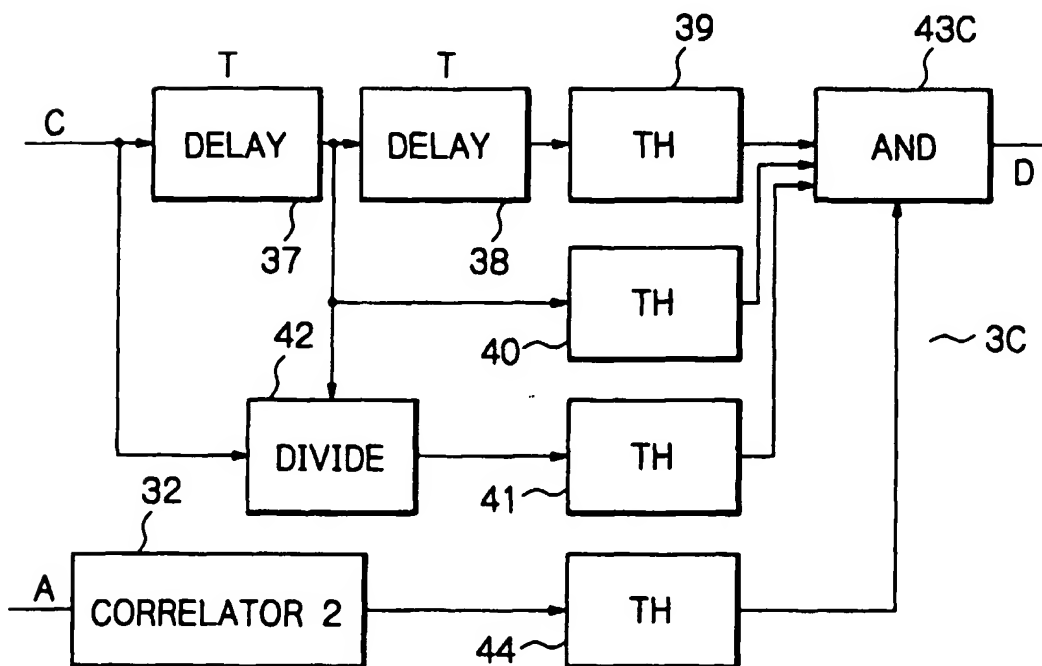 39
43C
T
T
C
DELAY
DELAY
TH
AND
D
37
38
TH
40
3C
42
DIVIDE
TH
41
32
A
CORRELATOR 2
TH
44